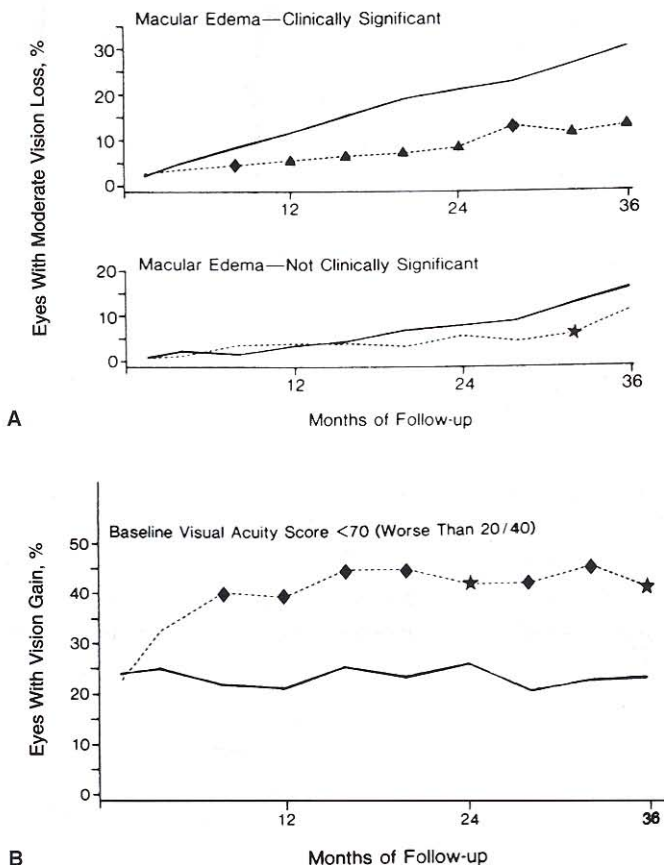 Macular Edema—Clinically Significant
30
20
10
0
12
24
36
Macular Edema—Not Clinically Significant
20
10
0
12
24
36
Eyes With Moderate Vision Loss, %
A
Months of Follow-up
Baseline Visual Acuity Score <70 (Worse Than 20/40)
50
40
30
20
10
0
12
24
36
Eyes With Vision Gain, %
B
Months of Follow-up